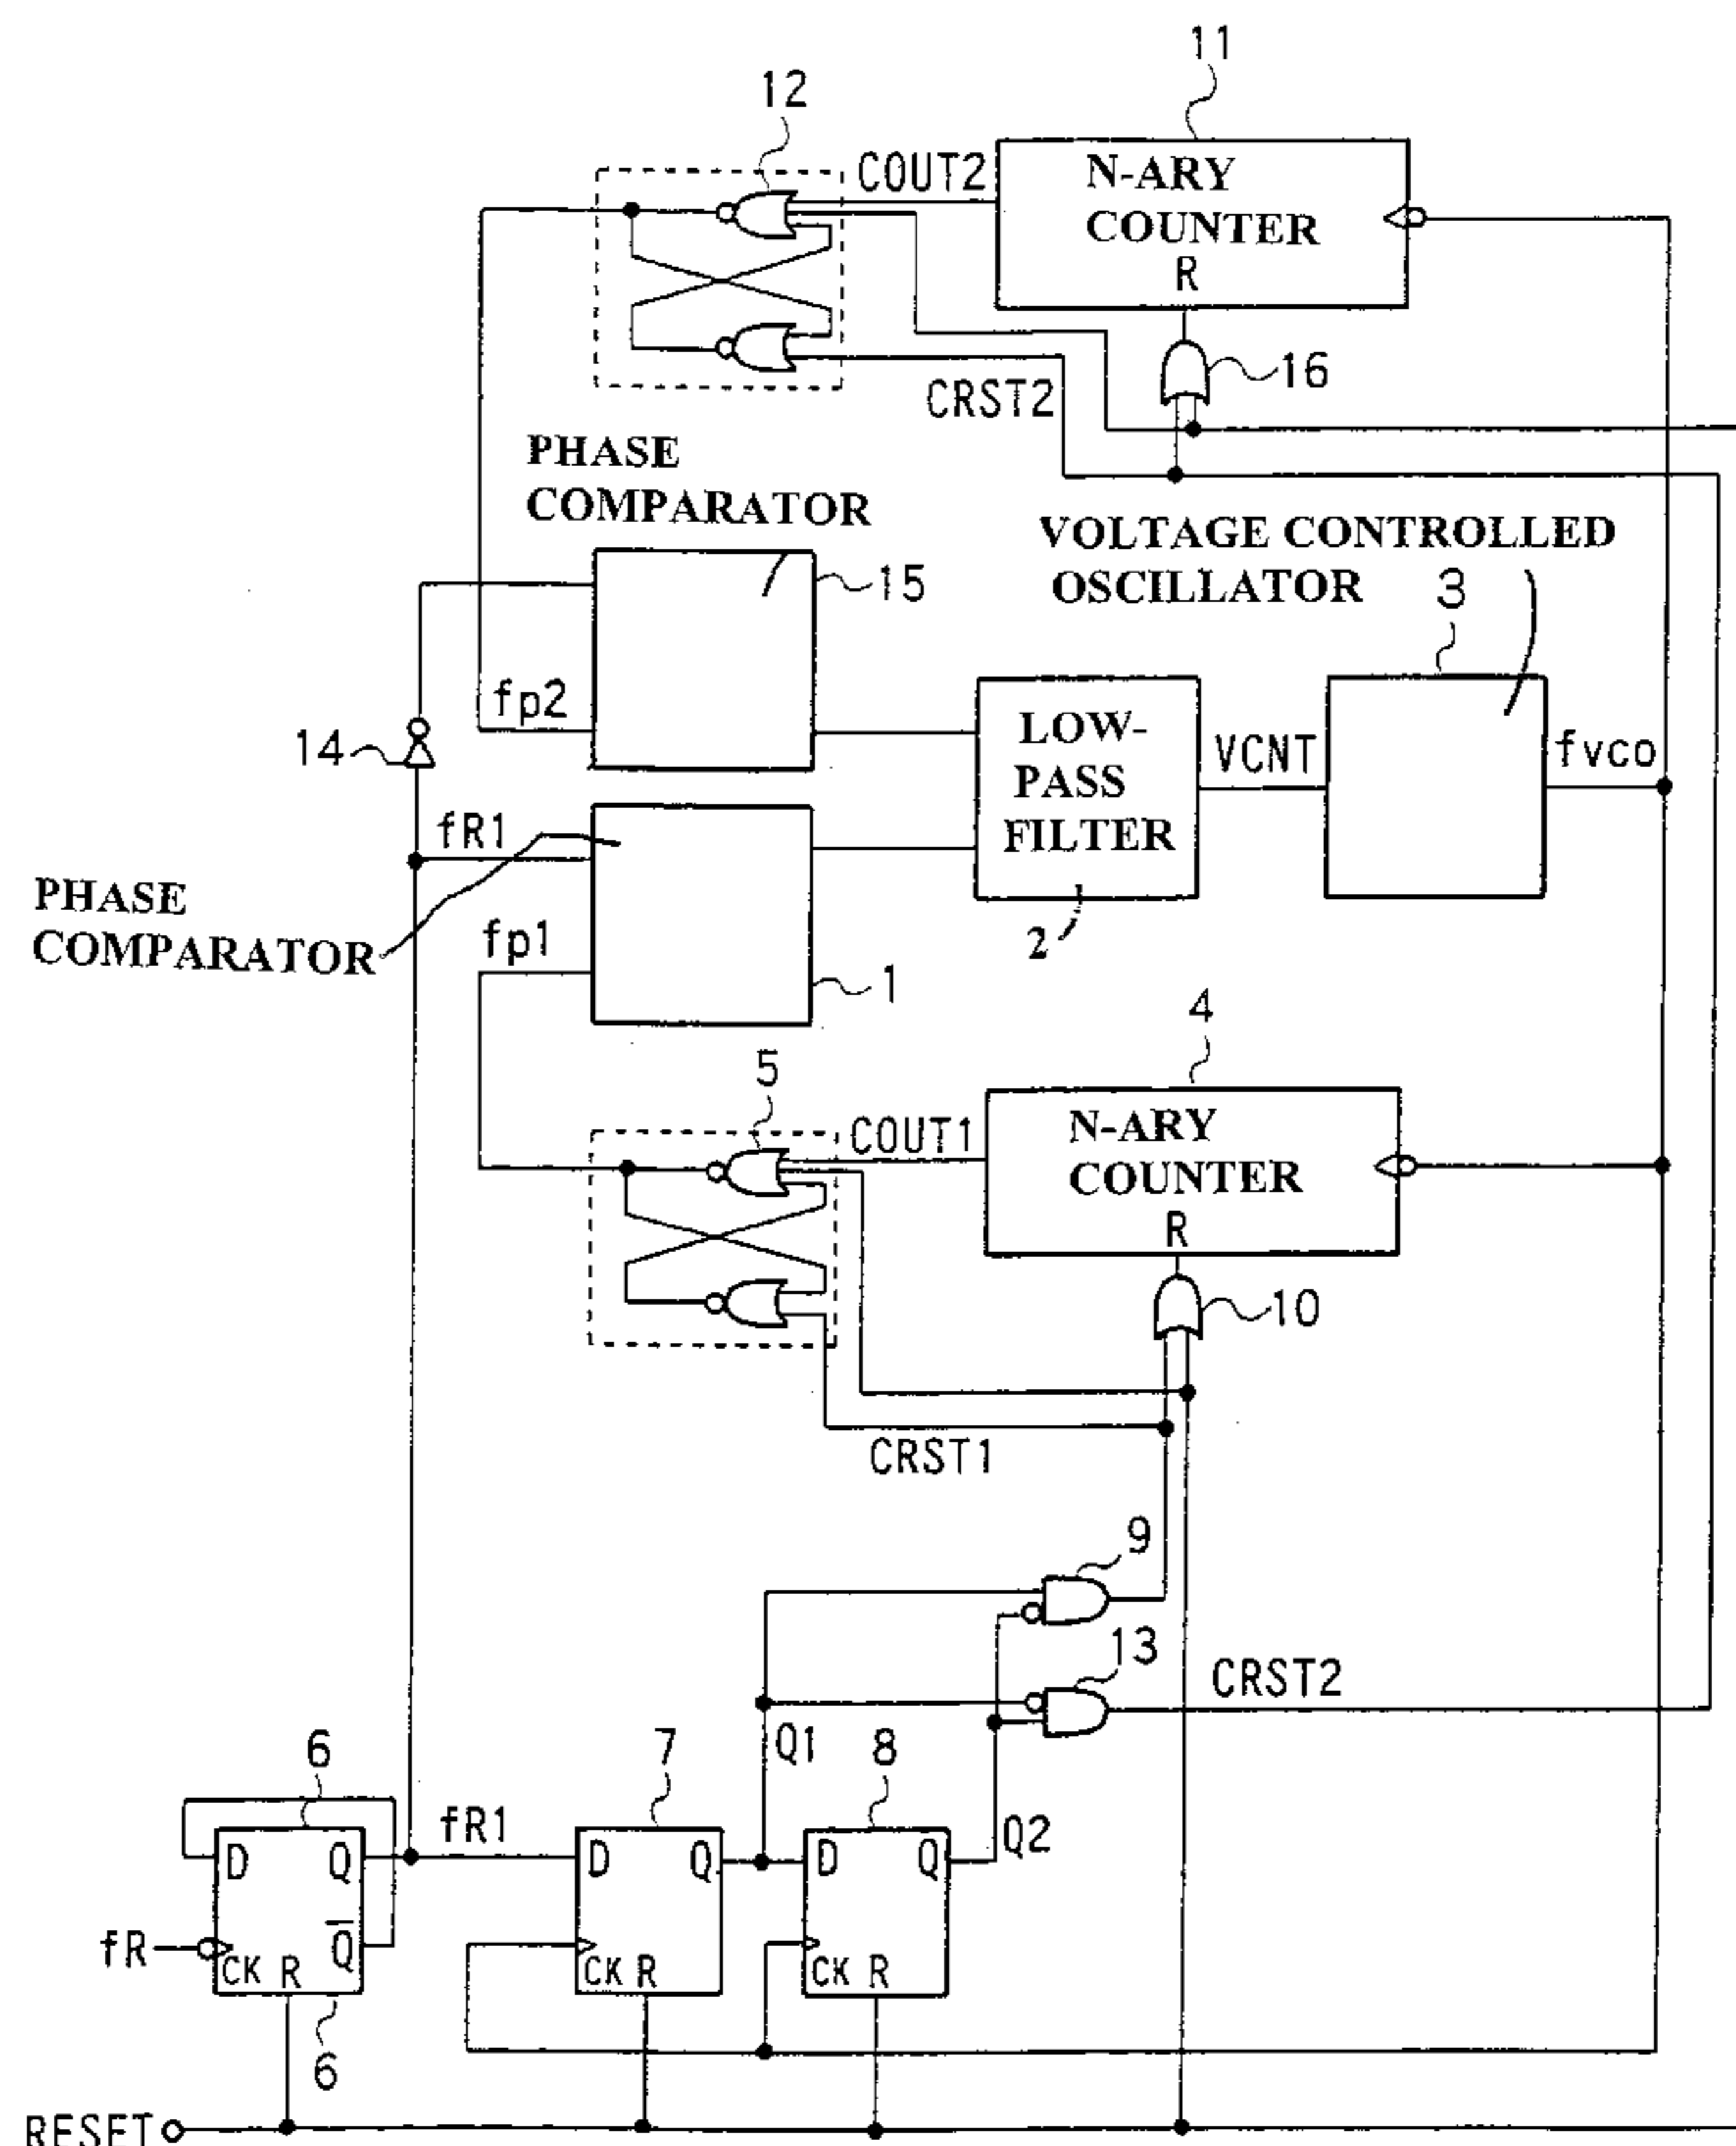 11
12
COUT2
N-ARY
COUNTER
R
16
CRST2
PHASE
COMPARATOR
VOLTAGE CONTROLLED
OSCILLATOR
3
15
fp2
14
LOW-
PASS
FILTER
2
VCNT
fvco
fR1
PHASE
COMPARATOR
fp1
1
4
5
COUT1
N-ARY
COUNTER
R
10
CRST1
9
13
CRST2
Q1
6
7
8
fR1
Q2
D Q
D Q
D Q
fR
CK R Q̅
CK R
CK R
6
RESET